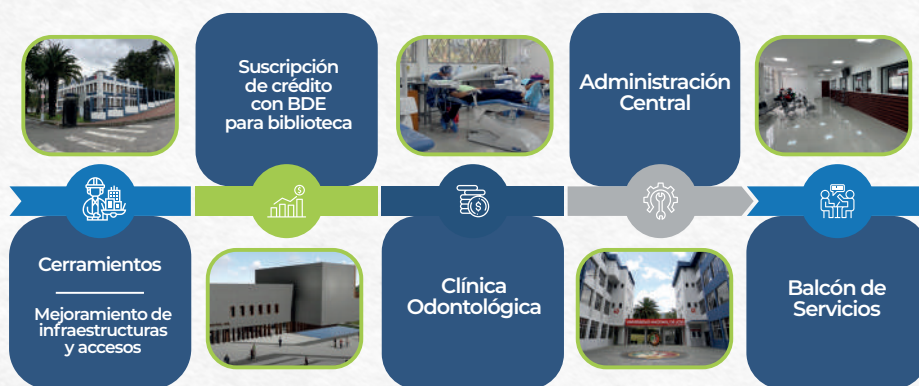 Suscripción
de crédito
con BDE
para biblioteca
Administración
Central
Cerramientos
Mejoramiento de
infraestructuras
y accesos
Clínica
Odontológica
Balcón de
Servicios